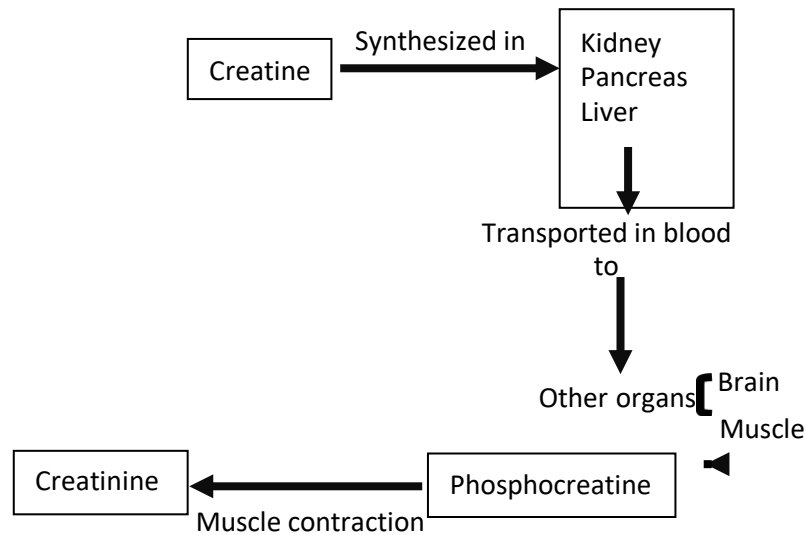 Creatine
Synthesized in
Kidney
Pancreas
Liver
Transported in blood
to
Other organs
Brain
Muscle
Phosphocreatine
Muscle contraction
Creatinine